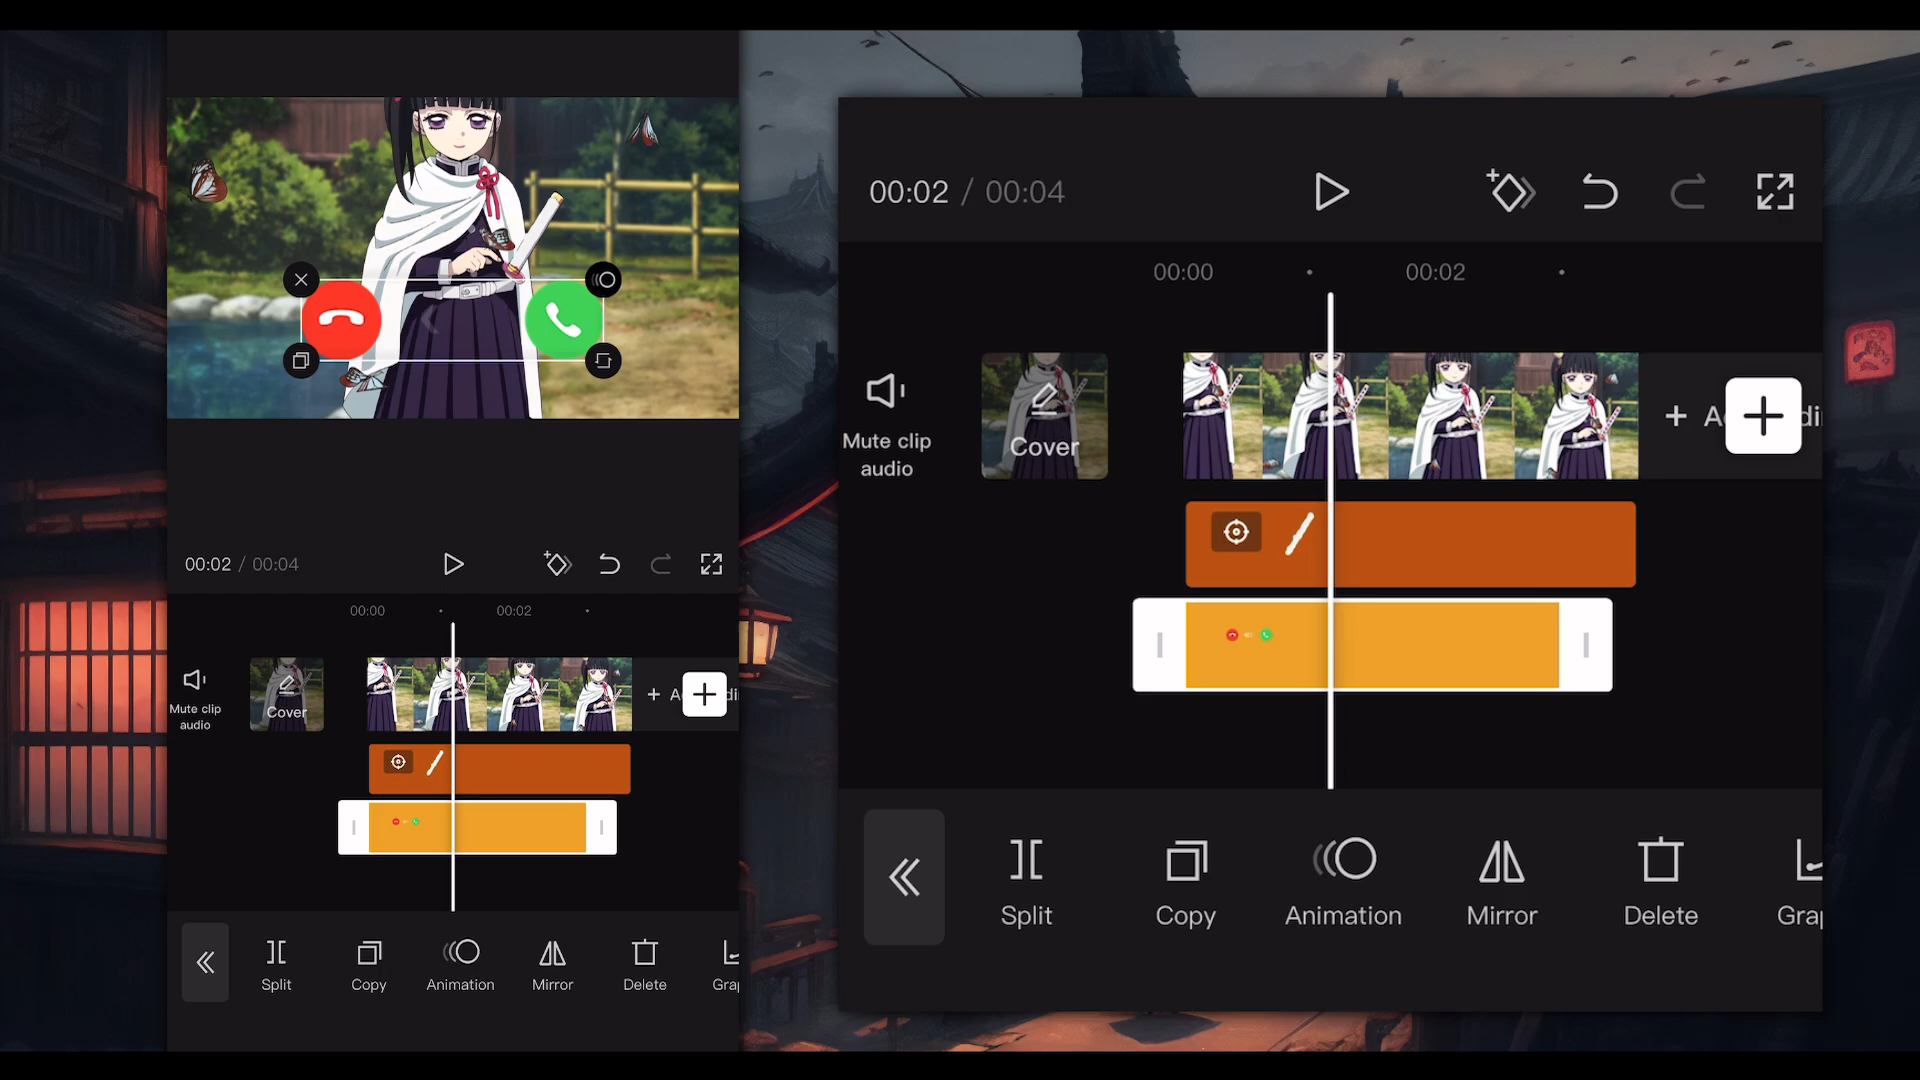 00:02 / 00:04
00:00
00:02
Mute clip
audio
Cover
+
Split
Copy
Animation
Mirror
Delete
00:02 / 00:04
00:00
00:02
Mute clip
audio
Cover
+
Split
Copy
Animation
Mirror
Delete